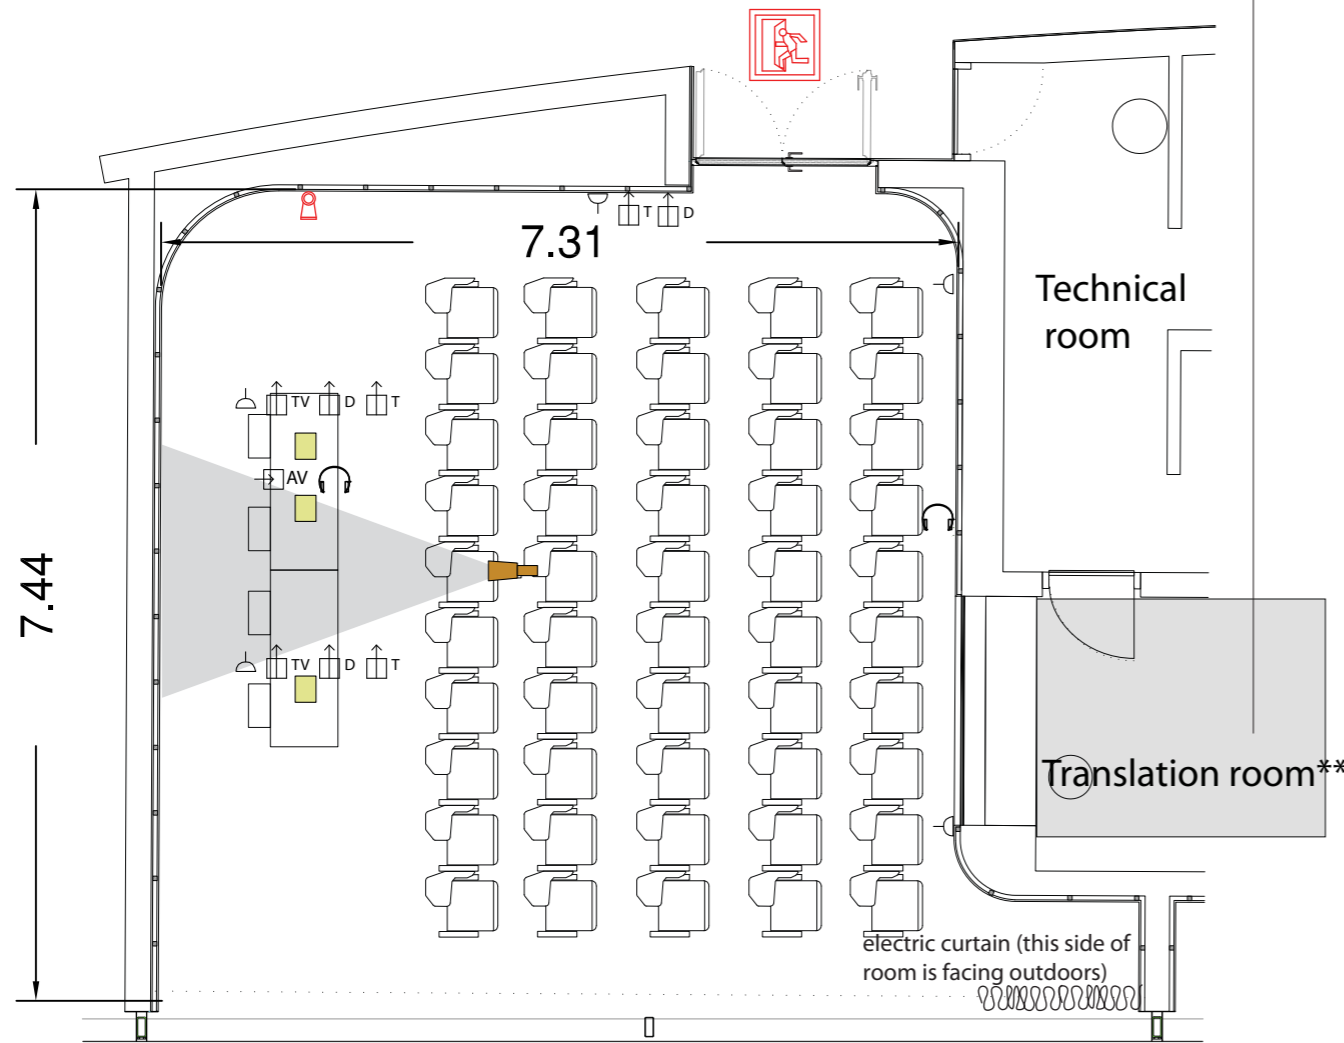 T
D
7.31
Technical
room
TV
D
T
AV
7.44
TV
D
T
Translation room**
electric curtain (this side of
room is facing outdoors)